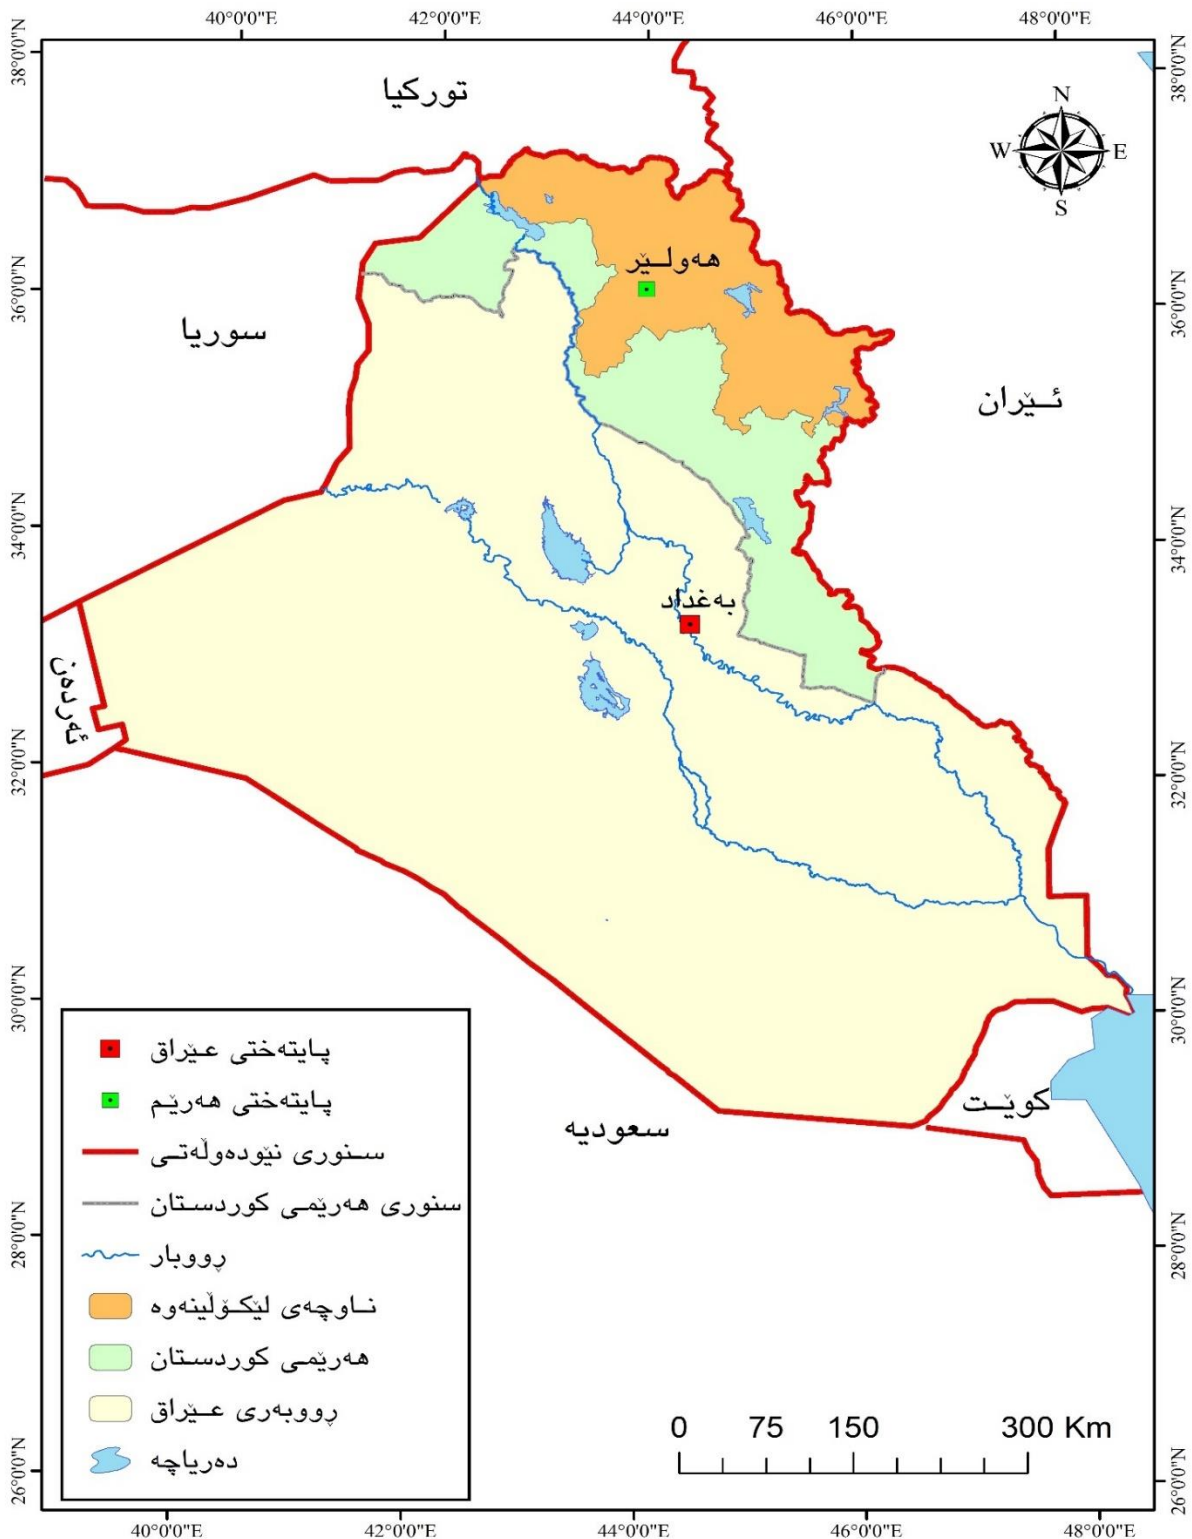 40°0'0"E 42°0'0"E 44°0'0"E 46°0'0"E 48°0'0"E
38°0'0"N 38°0'0"N
تورکیا
N
W E
S
هەولێر
36°0'0"N 36°0'0"N
سوریا
ئێران
34°0'0"N 34°0'0"N
بەغداد
ئەردەن
32°0'0"N 32°0'0"N
30°0'0"N 30°0'0"N
کوێت
سعودیە
پایتەختی عێراق
پایتەختی هەرێم
سنوری نێودەوڵەتی
سنوری هەرێمی کوردستان
ڕووبار
ناوچەی لێکۆڵینەوە
هەرێمی کوردستان
ڕووبەری عێراق
دەریاچە
28°0'0"N 28°0'0"N
0 75 150 300 Km
26°0'0"N 26°0'0"N
40°0'0"E 42°0'0"E 44°0'0"E 46°0'0"E 48°0'0"E